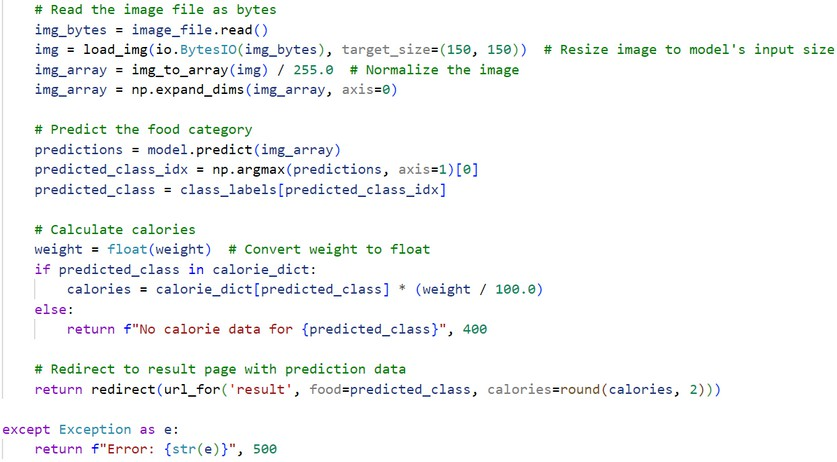 # Read the image file as bytes
img_bytes = image_file.read()
img = load_img(io.BytesIO(img_bytes), target_size=(150, 150))  # Resize image to model's input size
img_array = img_to_array(img) / 255.0  # Normalize the image
img_array = np.expand_dims(img_array, axis=0)
# Predict the food category
predictions = model.predict(img_array)
predicted_class_idx = np.argmax(predictions, axis=1)[0]
predicted_class = class_labels[predicted_class_idx]
# Calculate calories
weight = float(weight)  # Convert weight to float
if predicted_class in calorie_dict:
calories = calorie_dict[predicted_class] * (weight / 100.0)
else:
return f"No calorie data for {predicted_class}", 400
# Redirect to result page with prediction data
return redirect(url_for('result', food=predicted_class, calories=round(calories, 2)))
except Exception as e:
return f"Error: {str(e)}", 500